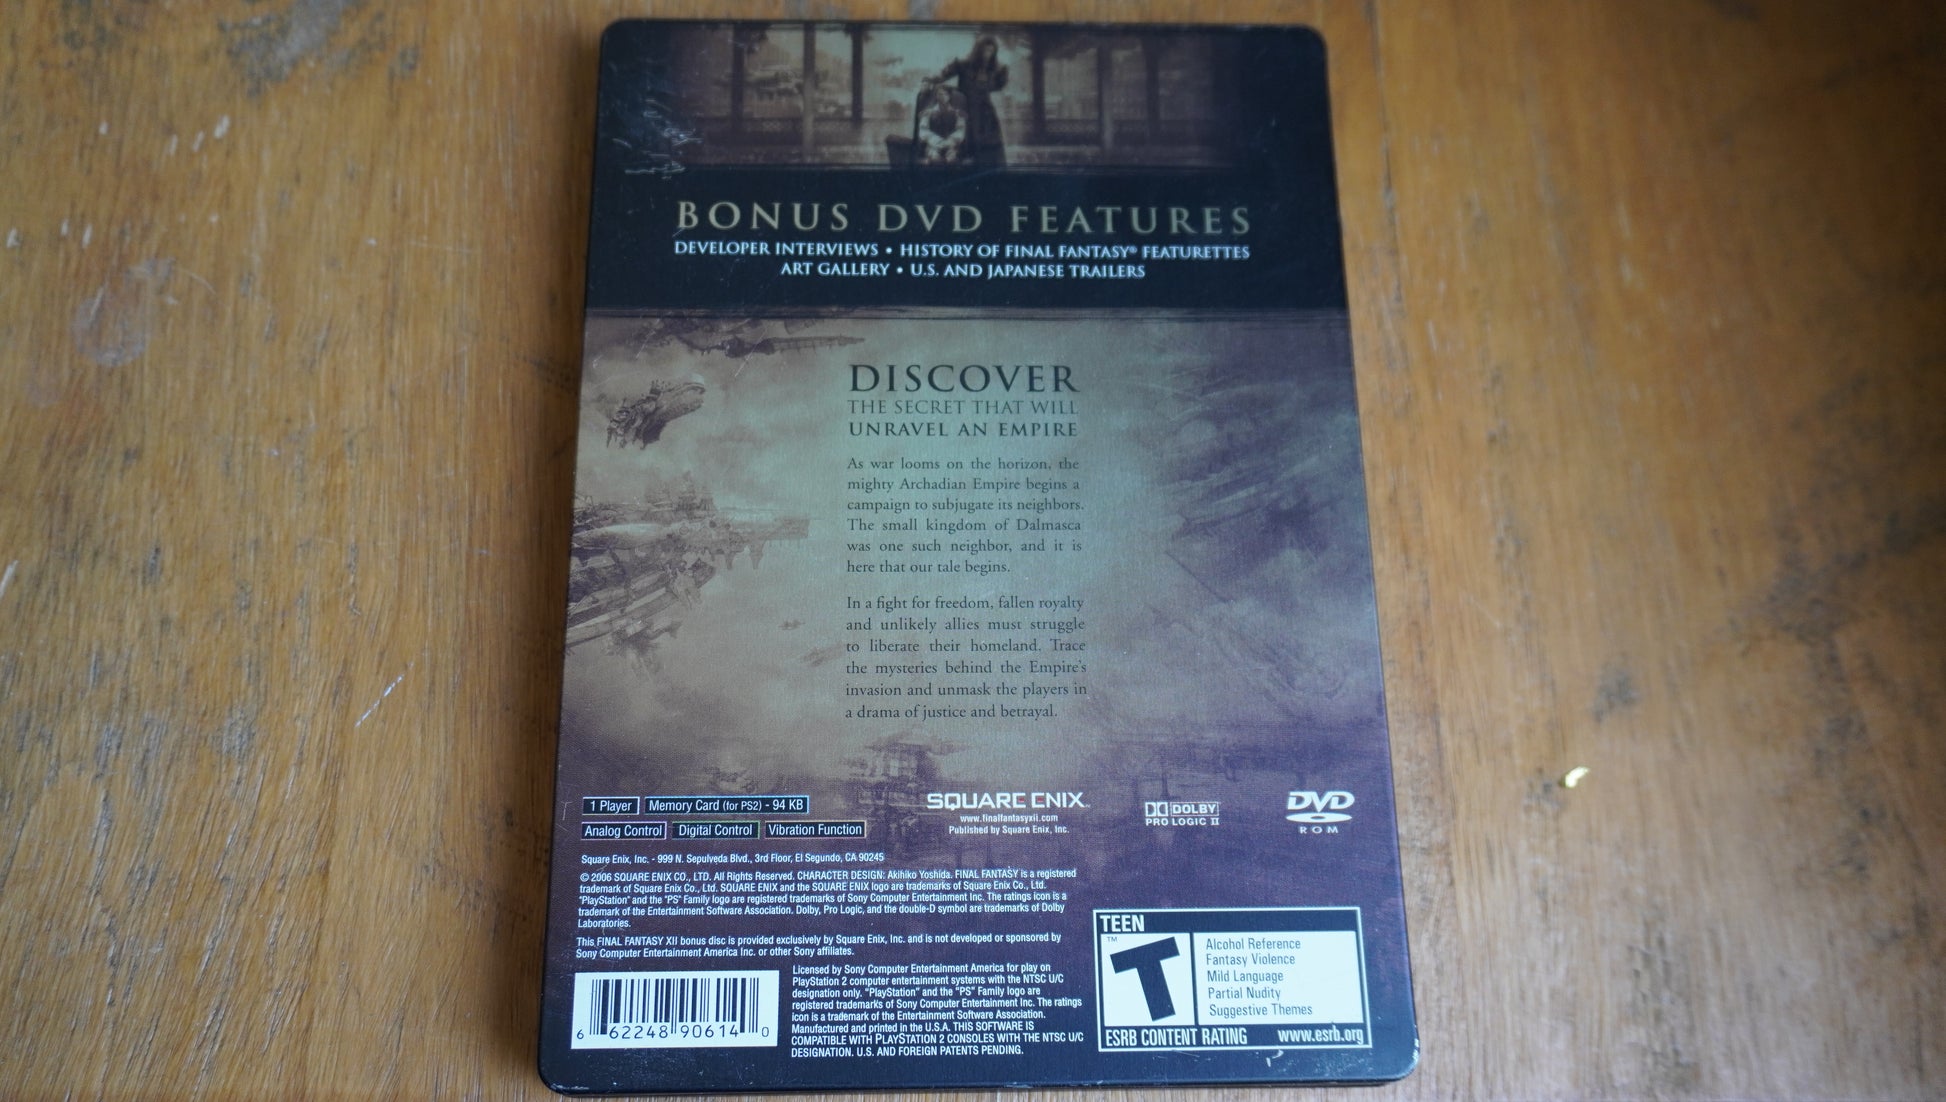 BONUS DVD FEATURES
DEVELOPER INTERVIEWS • HISTORY OF FINAL FANTASY® FEATURETTES
ART GALLERY • U.S. AND JAPANESE TRAILERS
DISCOVER
THE SECRET THAT WILL
UNRAVEL AN EMPIRE
As war looms on the horizon, the
mighty Archadian Empire begins a
campaign to subjugate its neighbors.
The small kingdom of Dalmasca
was one such neighbor, and it is
here that our tale begins.
In a fight for freedom, fallen royalty
and unlikely allies must struggle
to liberate their homeland. Trace
the mysteries behind the Empire's
invasion and unmask the players in
a drama of justice and betrayal.
1 Player Memory Card (for PS2) - 94 KB
Analog Control Digital Control Vibration Function
SQUARE ENIX™
www.finalfantasyxii.com
Published by Square Enix, Inc.
DOLBY
PRO LOGIC II
DVD
ROM
Square Enix, Inc. - 999 N. Sepulveda Blvd., 3rd Floor, El Segundo, CA 90245
© 2006 SQUARE ENIX CO., LTD. All Rights Reserved. CHARACTER DESIGN: Akihiko Yoshida. FINAL FANTASY is a registered
trademark of Square Enix Co., Ltd. SQUARE ENIX and the SQUARE ENIX logo are trademarks of Square Enix Co., Ltd.
"PlayStation" and the "PS" Family logo are registered trademarks of Sony Computer Entertainment Inc. The ratings icon is a
trademark of the Entertainment Software Association. Dolby, Pro Logic, and the double-D symbol are trademarks of Dolby
Laboratories.
This FINAL FANTASY XII bonus disc is provided exclusively by Square Enix, Inc. and is not developed or sponsored by
Sony Computer Entertainment America Inc. or other Sony affiliates.
Licensed by Sony Computer Entertainment America for play on
PlayStation 2 computer entertainment systems with the NTSC U/C
designation only. "PlayStation" and the "PS" Family logo are
registered trademarks of Sony Computer Entertainment Inc. The ratings
icon is a trademark of the Entertainment Software Association.
Manufactured and printed in the U.S.A. THIS SOFTWARE IS
COMPATIBLE WITH PLAYSTATION 2 CONSOLES WITH THE NTSC U/C
DESIGNATION. U.S. AND FOREIGN PATENTS PENDING.
6 62248 90614 0
TEEN
T™
Alcohol Reference
Fantasy Violence
Mild Language
Partial Nudity
Suggestive Themes
ESRB CONTENT RATING www.esrb.org